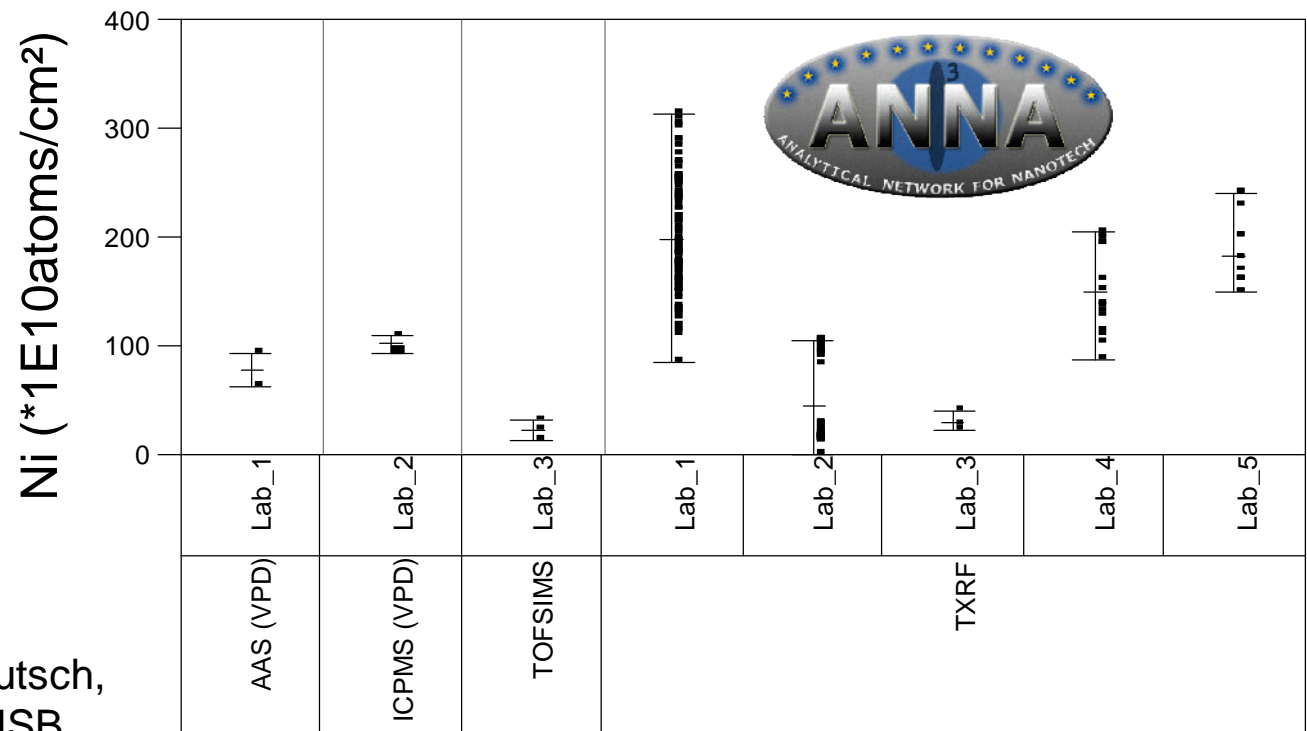 Ni (*1E10atoms/cm²)
400
300
200
100
0
3
ANNA
ANALYTICAL NETWORK FOR NANOTECH
Lab_1
Lab_2
Lab_3
Lab_1
Lab_2
Lab_3
Lab_4
Lab_5
AAS (VPD)
ICPMS (VPD)
TOFSIMS
TXRF
utsch,